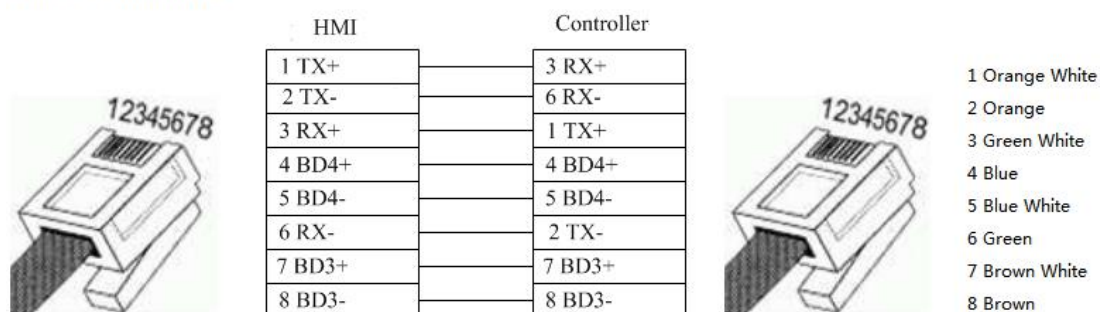 HMI Controller
12345678
1 TX+ 3 RX+
2 TX- 6 RX-
3 RX+ 1 TX+
4 BD4+ 4 BD4+
5 BD4- 5 BD4-
6 RX- 2 TX-
7 BD3+ 7 BD3+
8 BD3- 8 BD3-
12345678
1 Orange White
2 Orange
3 Green White
4 Blue
5 Blue White
6 Green
7 Brown White
8 Brown